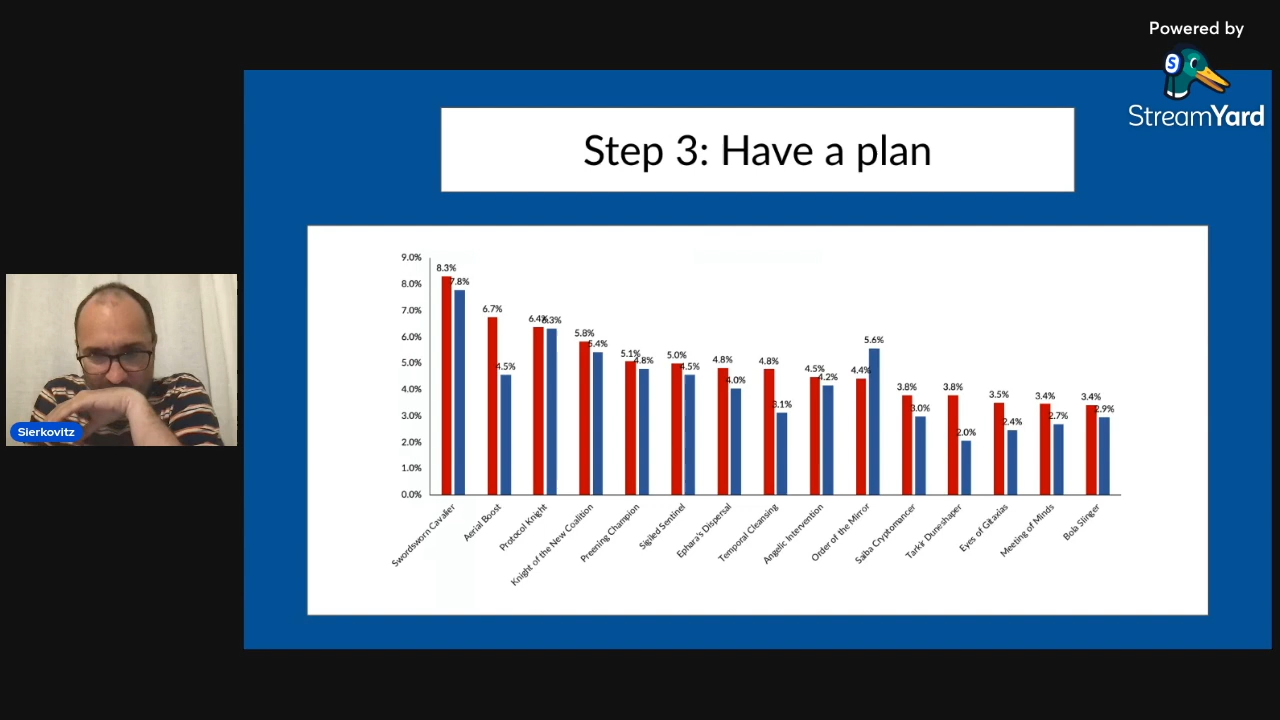 Powered by
S
StreamYard
Step 3: Have a plan
9.0%
8.0%
7.0%
6.0%
5.0%
4.0%
3.0%
2.0%
1.0%
0.0%
8.3%
7.8%
6.7%
4.5%
6.4%
6.3%
5.8%
5.4%
5.1%
4.8%
5.0%
4.5%
4.8%
4.0%
4.8%
3.1%
4.5%
4.2%
4.4%
5.6%
3.8%
3.0%
3.8%
2.0%
3.5%
2.4%
3.4%
2.7%
3.4%
2.9%
Swordsworn Cavalier
Aerial Boost
Protocol Knight
Knight of the New Coalition
Preening Champion
Sigiled Sentinel
Ephara's Dispersal
Temporal Cleansing
Angelic Intervention
Order of the Mirror
Saiba Cryptomancer
Tarkir Duneshaper
Eyes of Gitaxias
Meeting of Minds
Bola Slinger
Sierkovitz